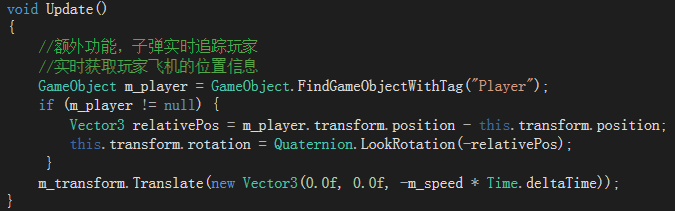 void Update()
{
//额外功能，子弹实时追踪玩家
//实时获取玩家飞机的位置信息
GameObject m_player = GameObject.FindGameObjectWithTag("Player");
if (m_player != null) {
Vector3 relativePos = m_player.transform.position - this.transform.position;
this.transform.rotation = Quaternion.LookRotation(-relativePos);
}
m_transform.Translate(new Vector3(0.0f, 0.0f, -m_speed * Time.deltaTime));
}